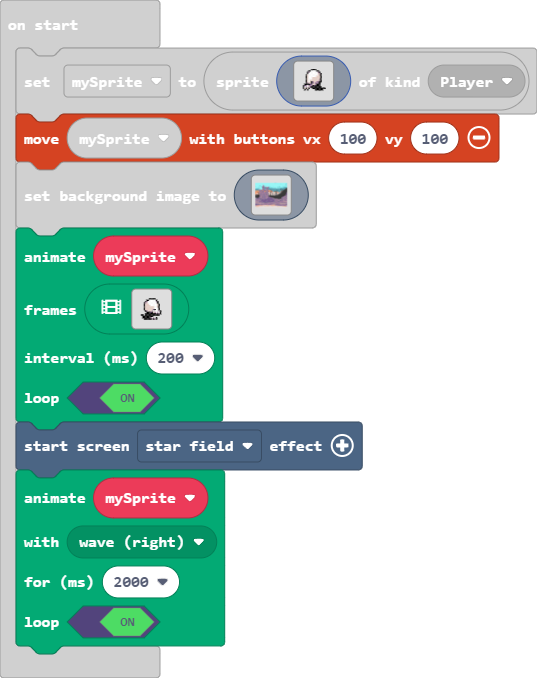 on start
set mySprite to sprite of kind Player
move mySprite with buttons vx 100 vy 100
set background image to
animate mySprite
frames
interval (ms) 200
loop ON
start screen star field effect
animate mySprite
with wave (right)
for (ms) 2000
loop ON